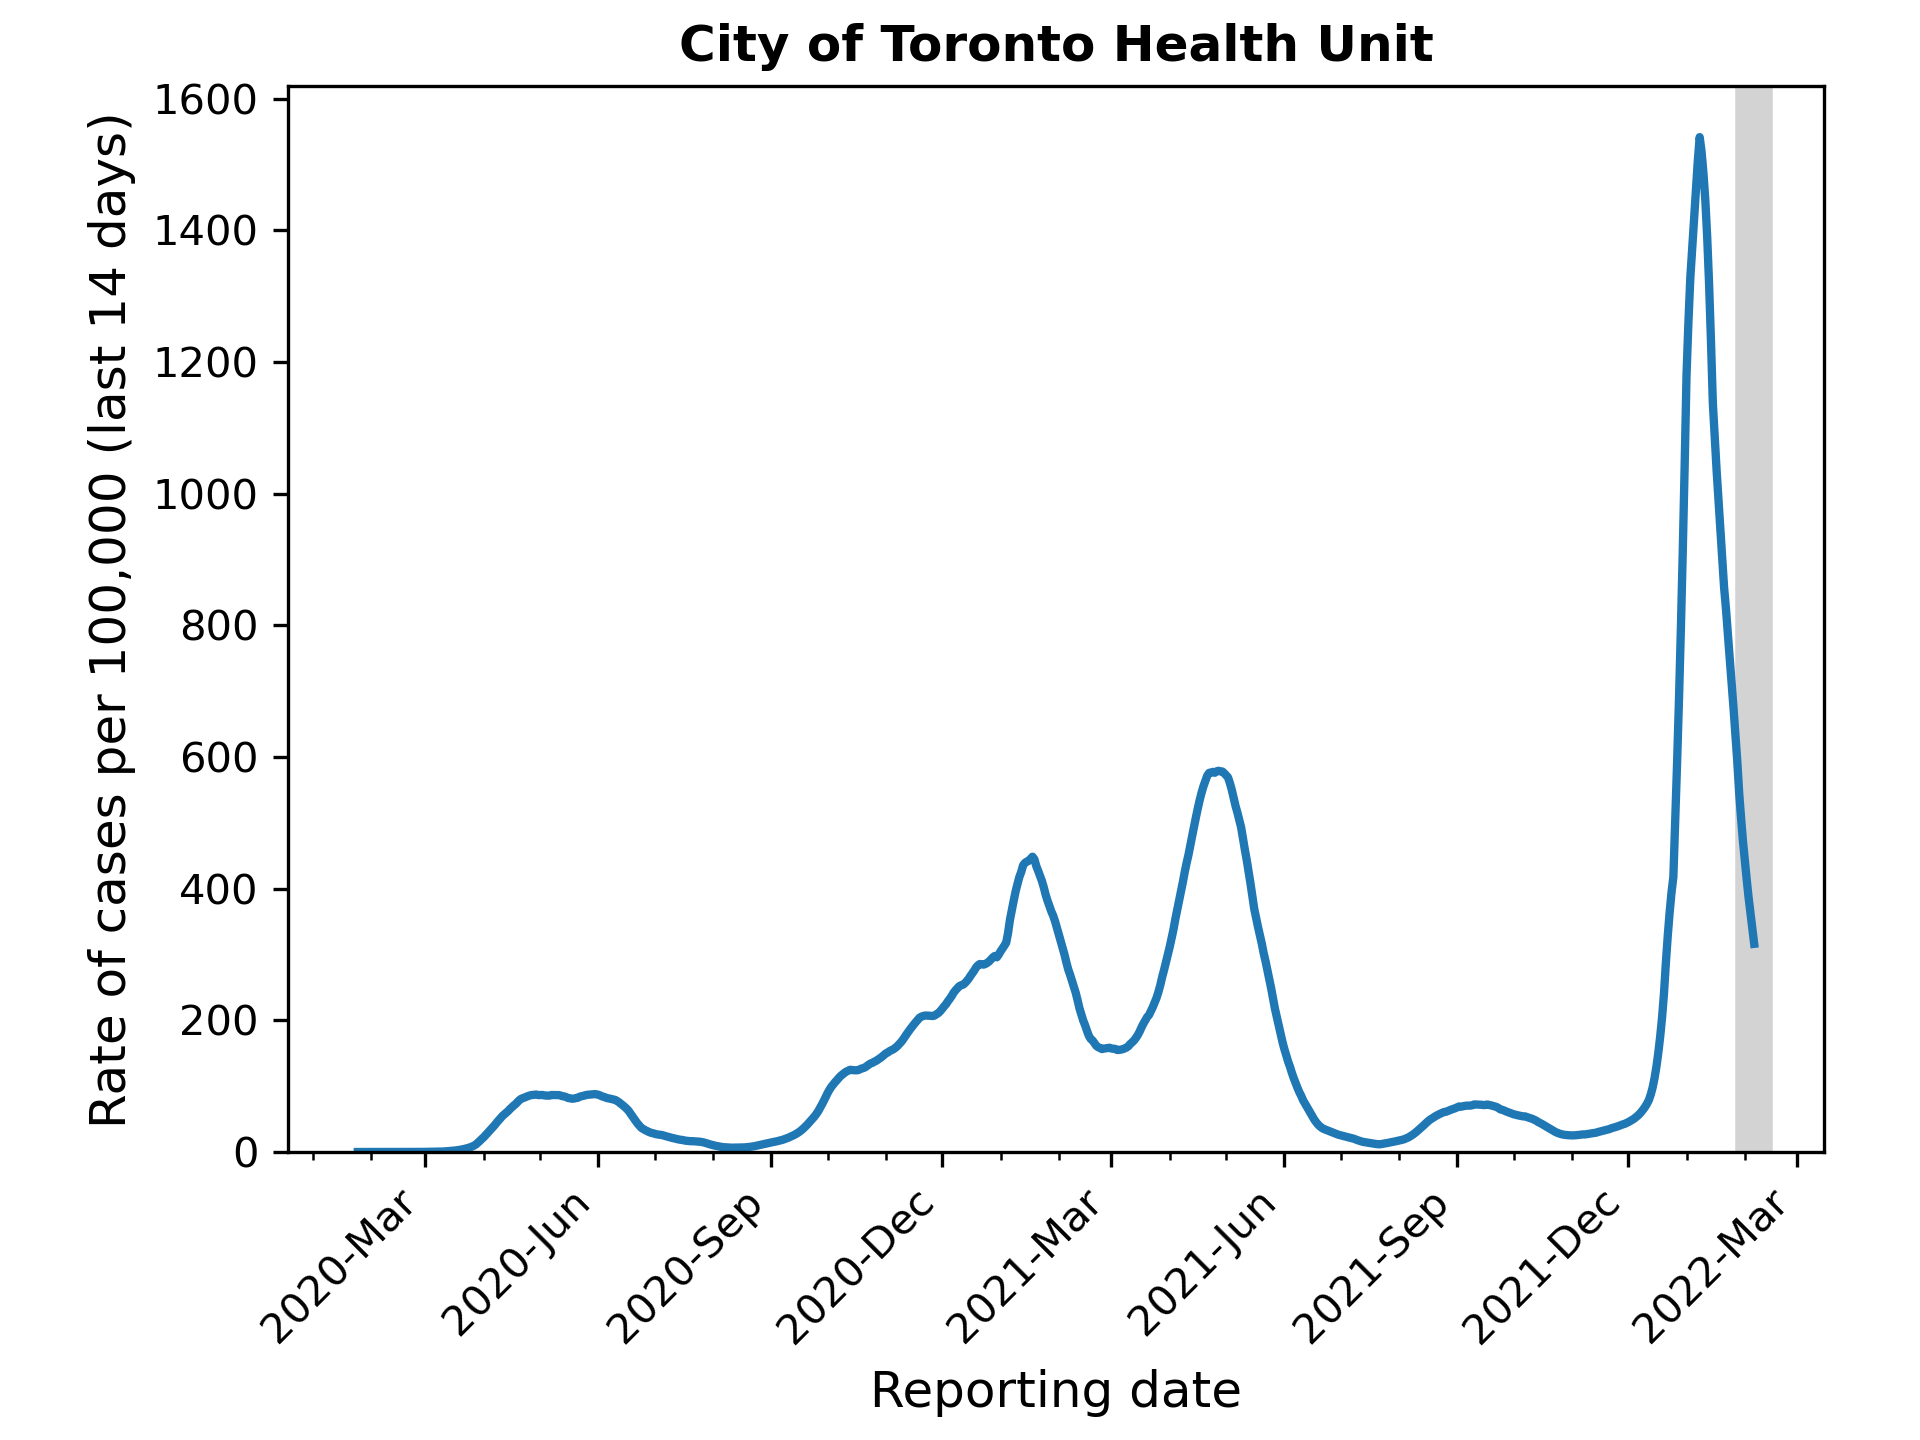 City of Toronto Health Unit
Rate of cases per 100,000 (last 14 days)
1600
1400
1200
1000
800
600
400
200
0
2020-Mar
2020-Jun
2020-Sep
2020-Dec
2021-Mar
2021-Jun
2021-Sep
2021-Dec
2022-Mar
Reporting date